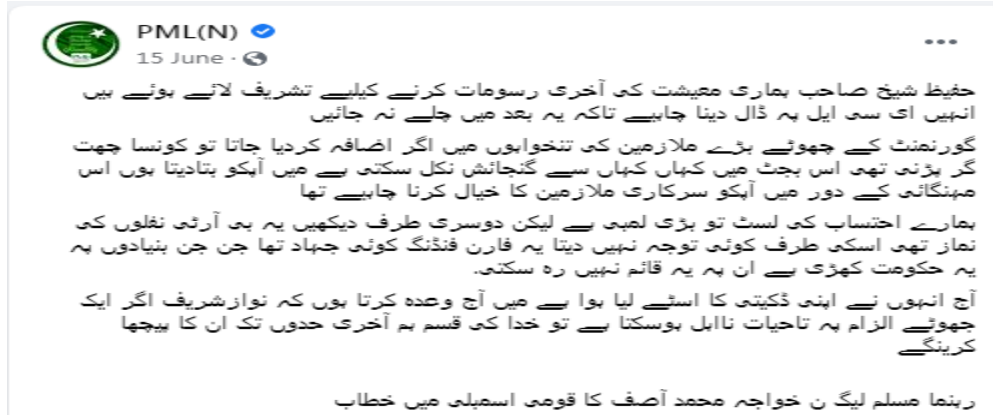 PML(N)
15 June
حفیظ شیخ صاحب ہماری معیشت کی آخری رسومات کرنے کیلیے تشریف لائے ہوئے ہیں
انہیں ای سی ایل پہ ڈال دینا چاہیے تاکہ یہ بعد میں چلے نہ جائیں
گورنمنٹ کے چھوٹے بڑے ملازمین کی تنخواہوں میں اگر اضافہ کردیا جاتا تو کونسا چھت
گر پڑنی تھی اس بجٹ میں کہاں کہاں سے گنجائش نکل سکتی ہے میں آپکو بتادیتا ہوں اس
مہنگائی کے دور میں آپکو سرکاری ملازمین کا خیال کرنا چاہیے تھا
ہمارے احتساب کی لسٹ تو بڑی لمبی ہے لیکن دوسری طرف دیکھیں یہ بی آرٹی نفلوں کی
نماز تھی اسکی طرف کوئی توجہ نہیں دیتا یہ فارن فنڈنگ کوئی جہاد تھا جن جن بنیادوں پہ
یہ حکومت کھڑی ہے ان پہ یہ قائم نہیں رہ سکتی.
آج انہوں نے اپنی ڈکیتی کا اسٹے لیا ہوا ہے میں آج وعدہ کرتا ہوں کہ نوازشریف اگر ایک
جھوٹے الزام پہ تاحیات نااہل ہوسکتا ہے تو خدا کی قسم ہم آخری حدوں تک ان کا پیچھا
کرینگے
رہنما مسلم لیگ ن خواجہ محمد آصف کا قومی اسمبلی میں خطاب